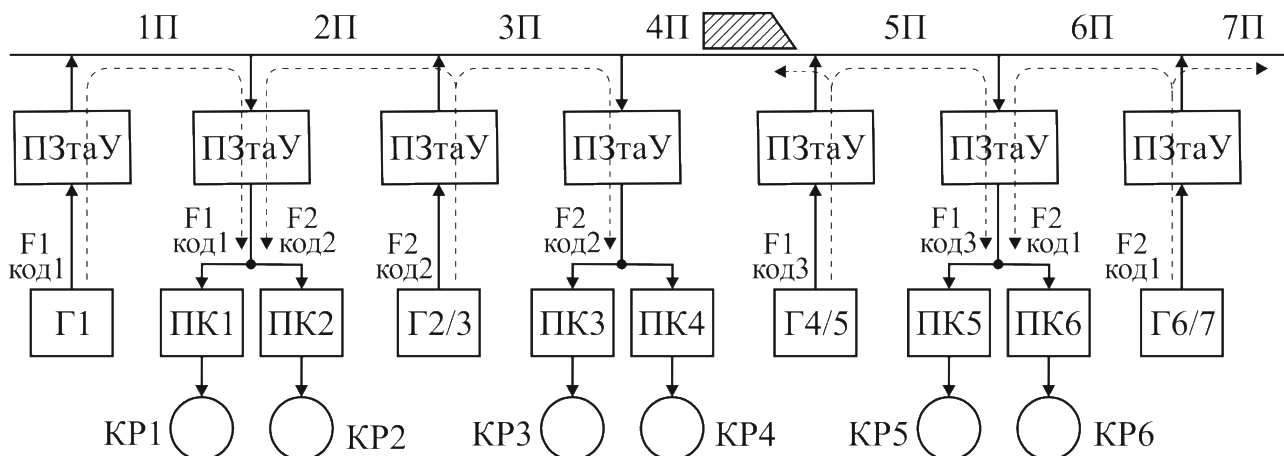 1П 2П 3П 4П 5П 6П 7П
ПЗтаУ ПЗтаУ ПЗтаУ ПЗтаУ ПЗтаУ ПЗтаУ ПЗтаУ
F1
код1
F1
код1
F2
код2
F2
код2
F2
код2
F1
код3
F1
код3
F2
код1
F2
код1
Г1 ПК1 ПК2 Г2/3 ПК3 ПК4 Г4/5 ПК5 ПК6 Г6/7
КР1 КР2 КР3 КР4 КР5 КР6